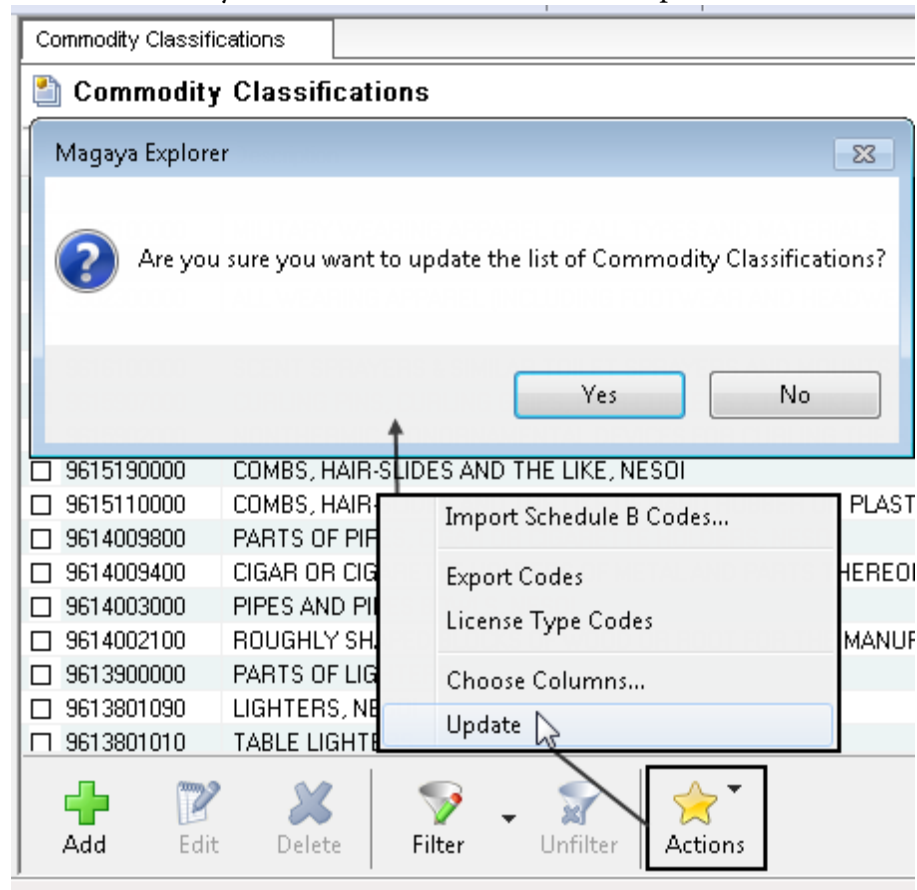 Commodity Classifications
Commodity Classifications
Magaya Explorer
Are you sure you want to update the list of Commodity Classifications?
Yes No
9615190000 COMBS, HAIR-SLIDES AND THE LIKE, NESOI
9615110000 COMBS, HAIR- PLAST
9614009800 PARTS OF PIP
9614009400 CIGAR OR CIG HEREOF
9614003000 PIPES AND PI
9614002100 ROUGHLY SH MANUF
9613900000 PARTS OF LIG
9613801090 LIGHTERS, NE
9613801010 TABLE LIGHTE
Import Schedule B Codes...
Export Codes
License Type Codes
Choose Columns...
Update
Add Edit Delete Filter Unfilter Actions